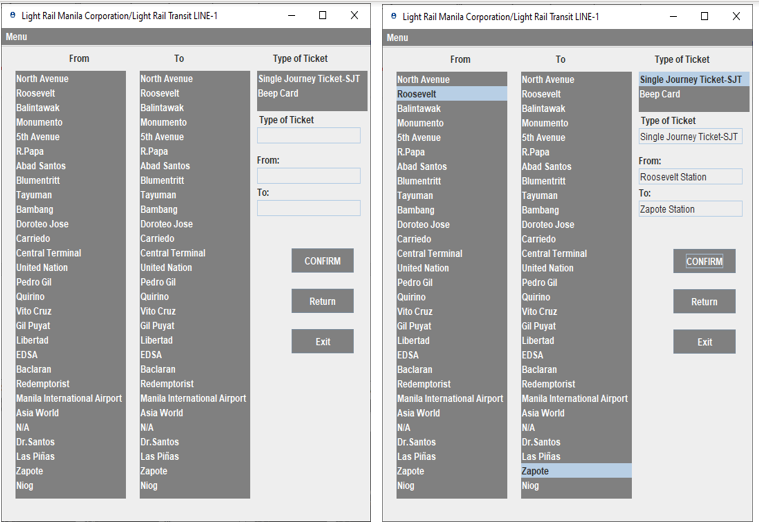 Light Rail Manila Corporation/Light Rail Transit LINE-1
Menu
From To Type of Ticket
North Avenue North Avenue Single Journey Ticket-SJT
Roosevelt Roosevelt Beep Card
Balintawak Balintawak
Monumento Monumento Type of Ticket
5th Avenue 5th Avenue
R.Papa R.Papa
Abad Santos Abad Santos From:
Blumentritt Blumentritt
Tayuman Tayuman To:
Bambang Bambang
Doroteo Jose Doroteo Jose
Carriedo Carriedo
Central Terminal Central Terminal CONFIRM
United Nation United Nation
Pedro Gil Pedro Gil
Quirino Quirino Return
Vito Cruz Vito Cruz
Gil Puyat Gil Puyat
Libertad Libertad Exit
EDSA EDSA
Baclaran Baclaran
Redemptorist Redemptorist
Manila International Airport Manila International Airport
Asia World Asia World
N/A N/A
Dr.Santos Dr.Santos
Las Piñas Las Piñas
Zapote Zapote
Niog Niog
Light Rail Manila Corporation/Light Rail Transit LINE-1
Menu
From To Type of Ticket
North Avenue North Avenue Single Journey Ticket-SJT
Roosevelt Roosevelt Beep Card
Balintawak Balintawak
Monumento Monumento Type of Ticket
5th Avenue 5th Avenue Single Journey Ticket-SJT
R.Papa R.Papa
Abad Santos Abad Santos From:
Blumentritt Blumentritt Roosevelt Station
Tayuman Tayuman To:
Bambang Bambang Zapote Station
Doroteo Jose Doroteo Jose
Carriedo Carriedo
Central Terminal Central Terminal CONFIRM
United Nation United Nation
Pedro Gil Pedro Gil
Quirino Quirino Return
Vito Cruz Vito Cruz
Gil Puyat Gil Puyat
Libertad Libertad Exit
EDSA EDSA
Baclaran Baclaran
Redemptorist Redemptorist
Manila International Airport Manila International Airport
Asia World Asia World
N/A N/A
Dr.Santos Dr.Santos
Las Piñas Las Piñas
Zapote Zapote
Niog Niog